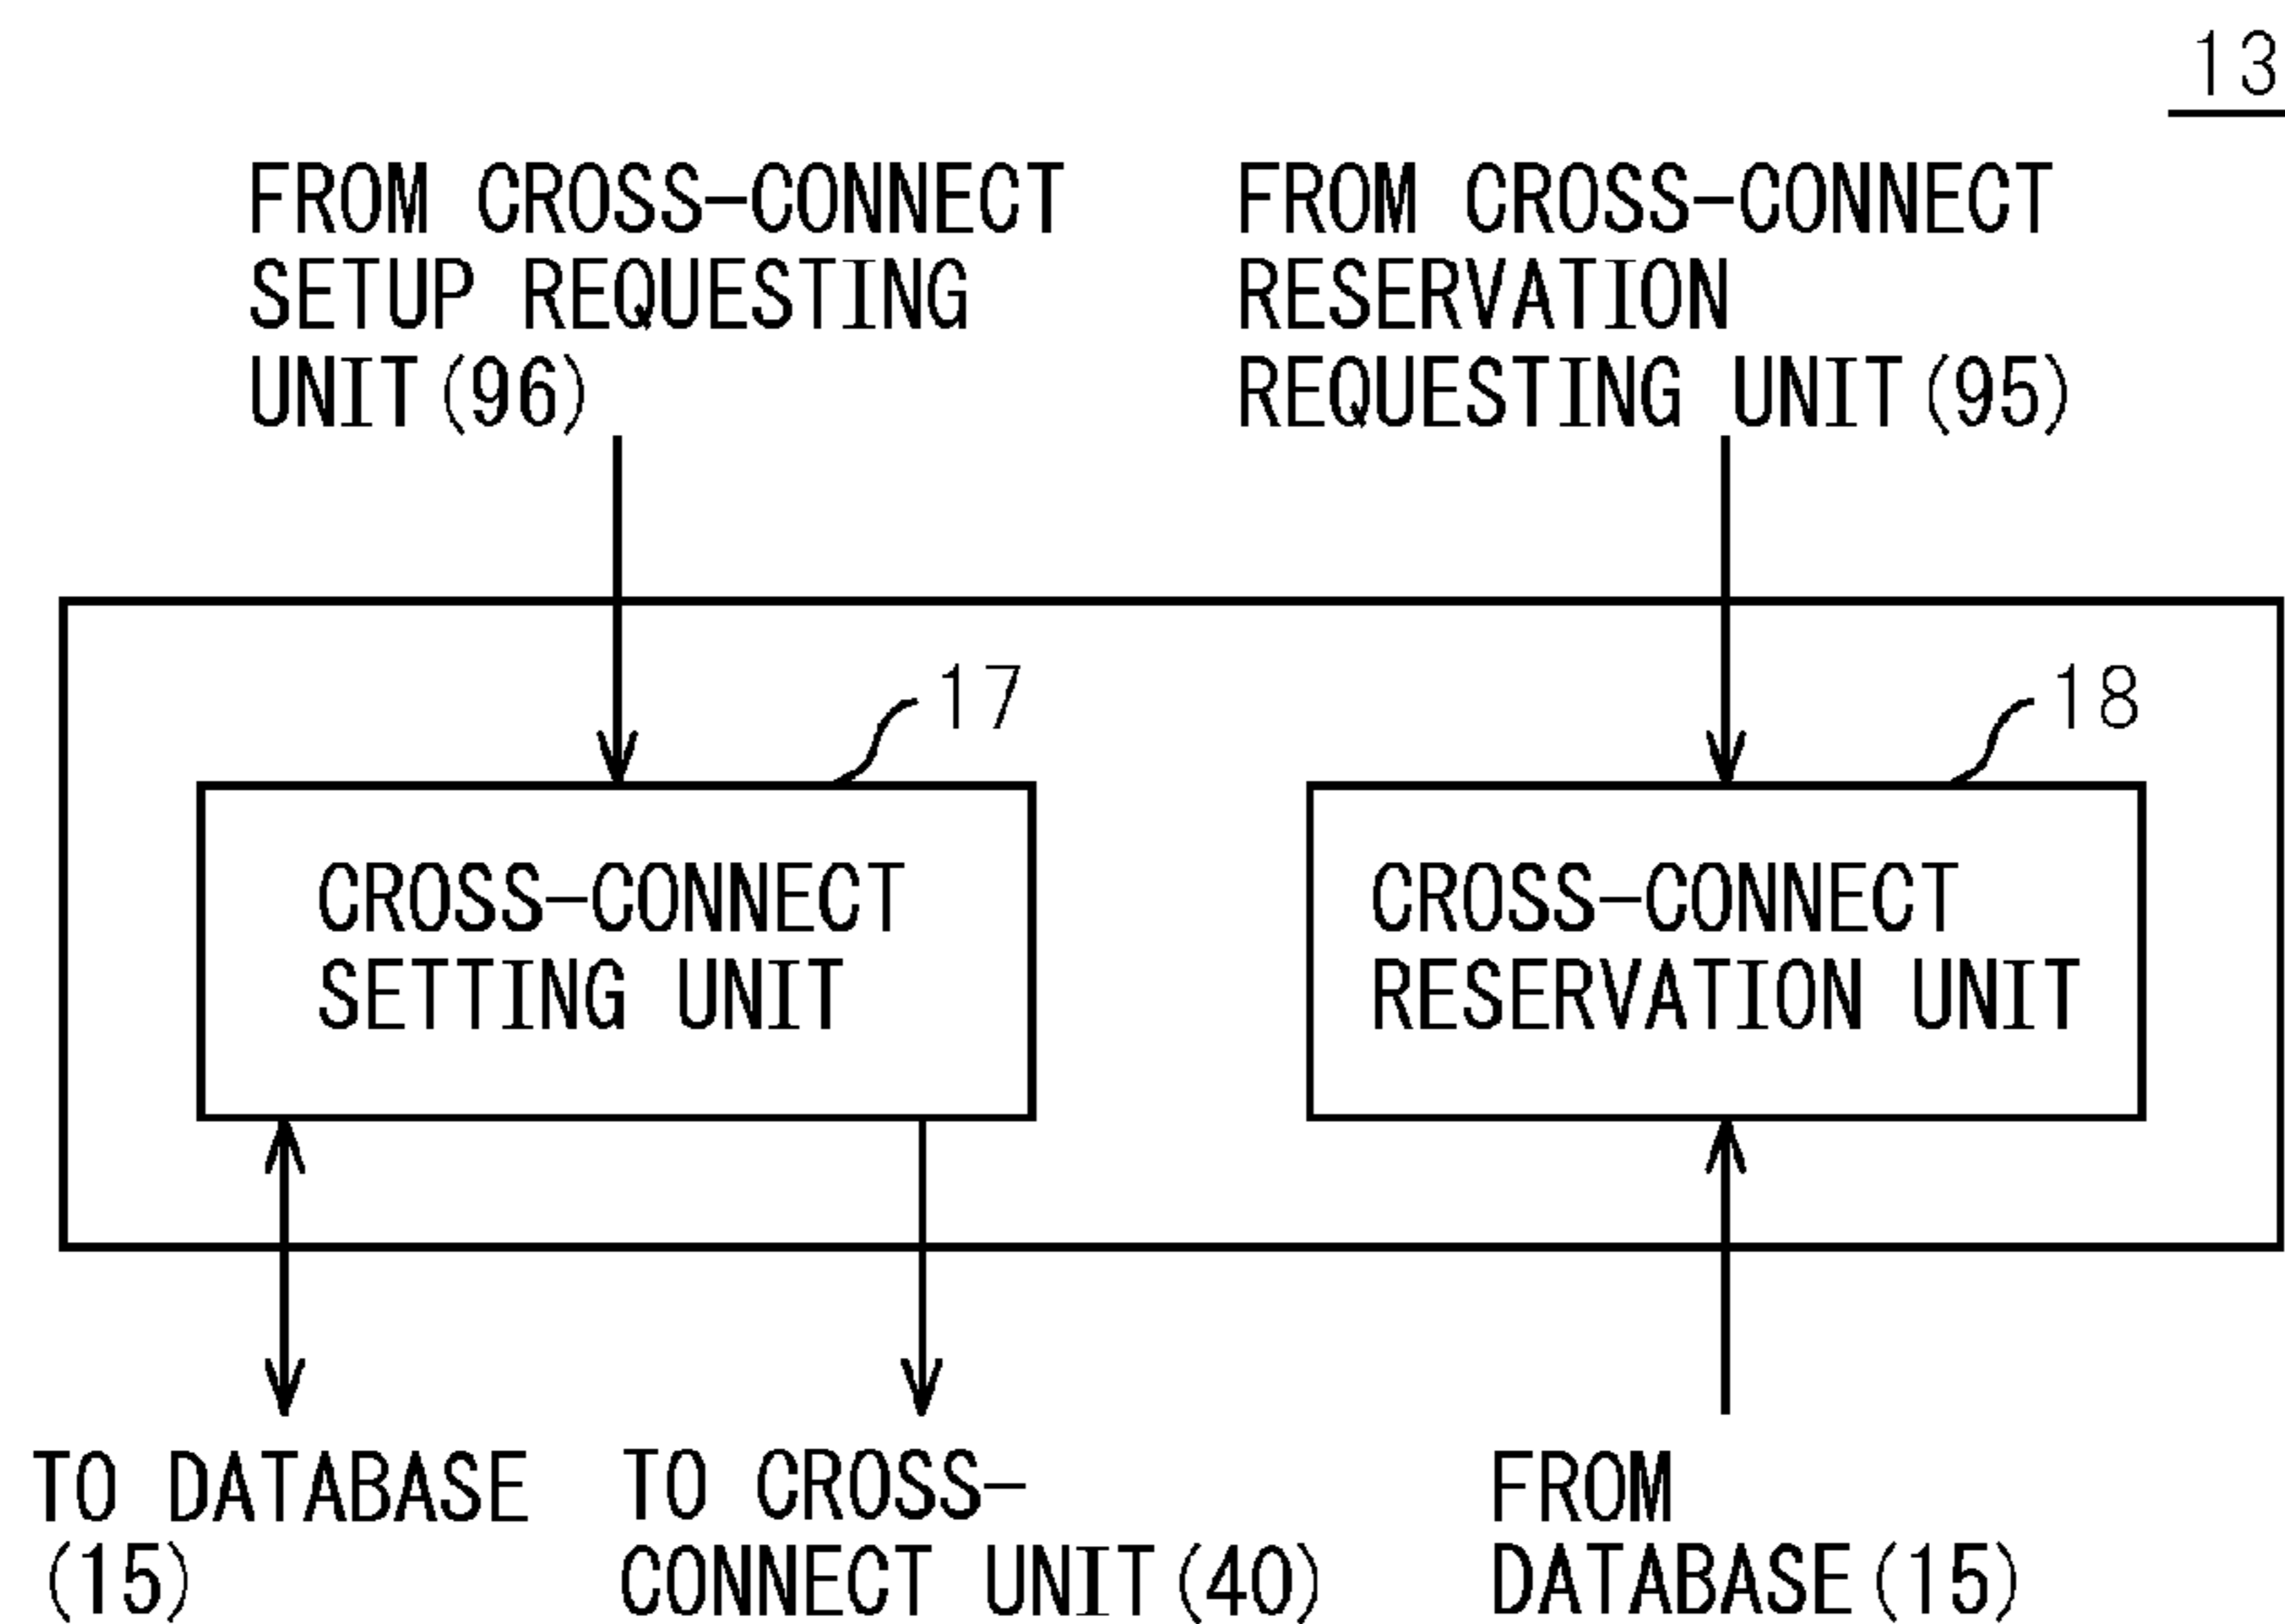 13
FROM CROSS-CONNECT
SETUP REQUESTING
UNIT(96)
FROM CROSS-CONNECT
RESERVATION
REQUESTING UNIT(95)
17
18
CROSS-CONNECT
SETTING UNIT
CROSS-CONNECT
RESERVATION UNIT
TO DATABASE
(15)
TO CROSS-
CONNECT UNIT(40)
FROM
DATABASE(15)